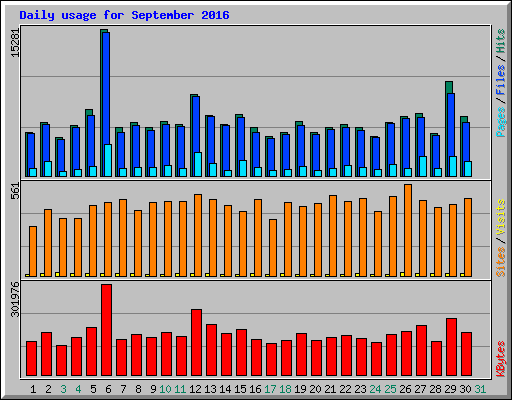 Daily usage for September 2016
15281
Pages / Files / Hits
561
Sites / Visits
301976
KBytes
1 2 3 4 5 6 7 8 9 10 11 12 13 14 15 16 17 18 19 20 21 22 23 24 25 26 27 28 29 30 31